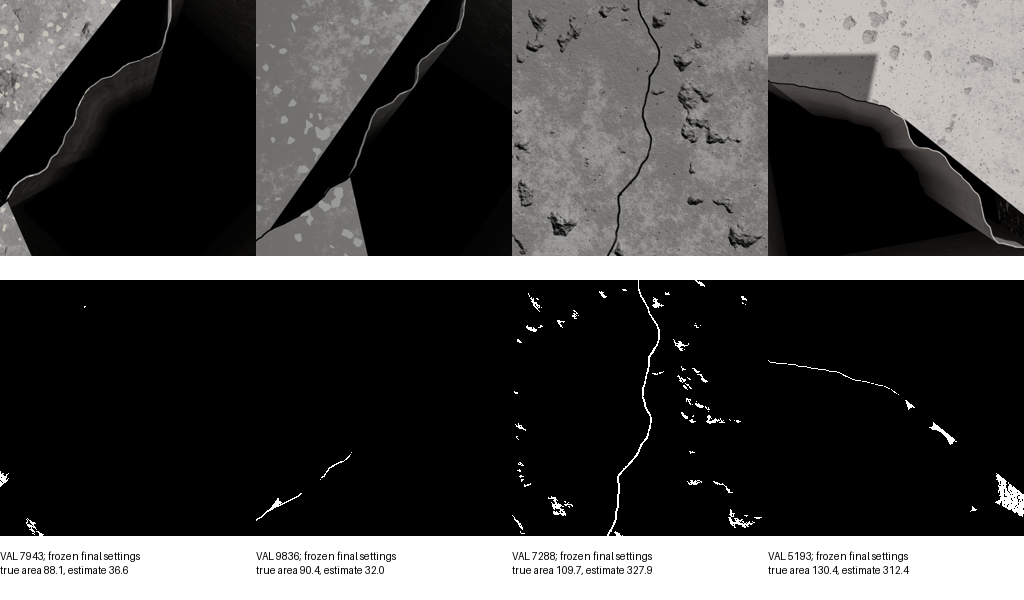 VAL 7943; frozen final settings
true area 88.1, estimate 36.6
VAL 9836; frozen final settings
true area 90.4, estimate 32.0
VAL 7288; frozen final settings
true area 109.7, estimate 327.9
VAL 5193; frozen final settings
true area 130.4, estimate 312.4